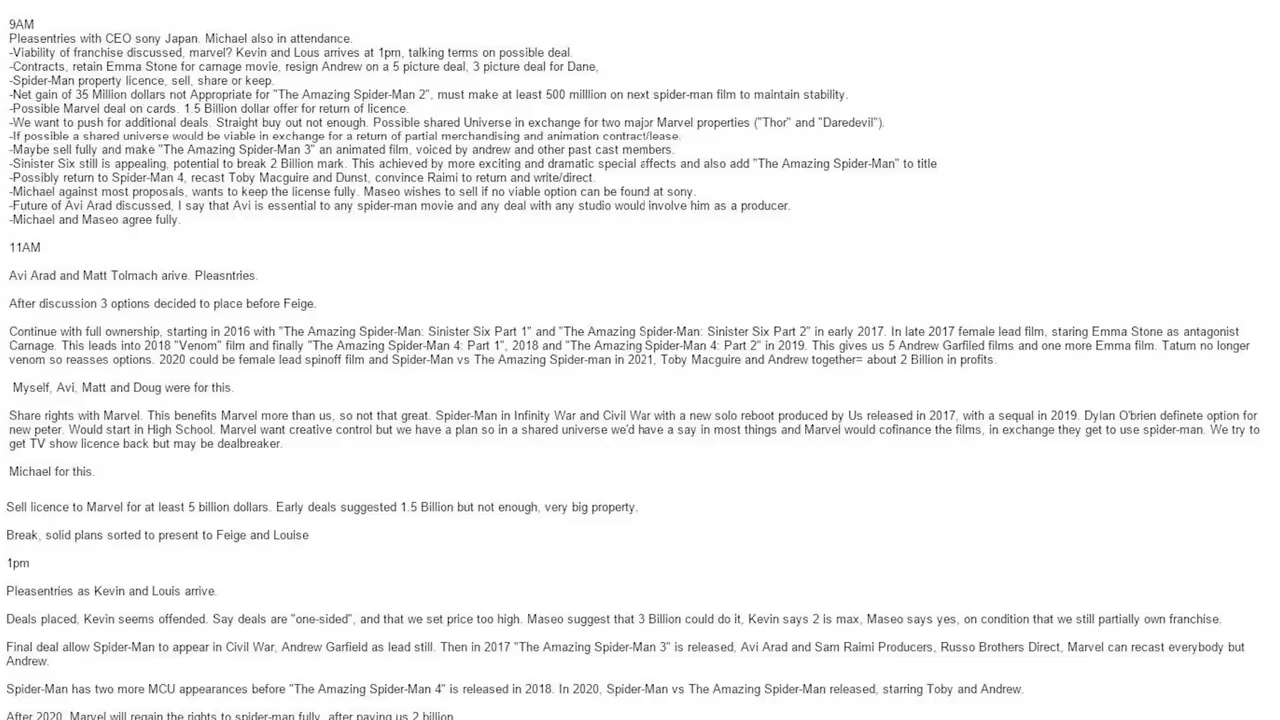 9AM
Pleasentries with CEO sony Japan. Michael also in attendance.
-Viability of franchise discussed, marvel? Kevin and Lous arrives at 1pm, talking terms on possible deal.
-Contracts, retain Emma Stone for carnage movie, resign Andrew on a 5 picture deal, 3 picture deal for Dane,
-Spider-Man property licence, sell, share or keep.
-Net gain of 35 Million dollars not Appropriate for "The Amazing Spider-Man 2", must make at least 500 milllion on next spider-man film to maintain stability.
-Possible Marvel deal on cards. 1.5 Billion dollar offer for return of licence.
-We want to push for additional deals. Straight buy out not enough. Possible shared Universe in exchange for two major Marvel properties ("Thor" and "Daredevil").
-If possible a shared universe would be viable in exchange for a return of partial merchandising and animation contract/lease.
-Maybe sell fully and make "The Amazing Spider-Man 3" an animated film, voiced by andrew and other past cast members.
-Sinister Six still is appealing, potential to break 2 Billion mark. This achieved by more exciting and dramatic special affects and also add "The Amazing Spider-Man" to title
-Possibly return to Spider-Man 4, recast Toby Macguire and Dunst, convince Raimi to return and write/direct.
-Michael against most proposals, wants to keep the license fully. Maseo wishes to sell if no viable option can be found at sony.
-Future of Avi Arad discussed, I say that Avi is essential to any spider-man movie and any deal with any studio would involve him as a producer.
-Michael and Maseo agree fully.
11AM
Avi Arad and Matt Tolmach arive. Pleasntries.
After discussion 3 options decided to place before Feige.
Continue with full ownership, starting in 2016 with "The Amazing Spider-Man: Sinister Six Part 1" and "The Amazing Spider-Man: Sinister Six Part 2" in early 2017. In late 2017 female lead film, staring Emma Stone as antagonist
Carnage. This leads into 2018 "Venom" film and finally "The Amazing Spider-Man 4: Part 1", 2018 and "The Amazing Spider-Man 4: Part 2" in 2019. This gives us 5 Andrew Garfiled films and one more Emma film. Tatum no longer
venom so reasses options. 2020 could be female lead spinoff film and Spider-Man vs The Amazing Spider-man in 2021, Toby Macguire and Andrew together= about 2 Billion in profits.
Myself, Avi, Matt and Doug were for this.
Share rights with Marvel. This benefits Marvel more than us, so not that great. Spider-Man in Infinity War and Civil War with a new solo reboot produced by Us released in 2017, with a sequal in 2019. Dylan O'brien definete option for
new peter. Would start in High School. Marvel want creative control but we have a plan so in a shared universe we'd have a say in most things and Marvel would cofinance the films, in exchange they get to use spider-man. We try to
get TV show licence back but may be dealbreaker.
Michael for this.
Sell licence to Marvel for at least 5 billion dollars. Early deals suggested 1.5 Billion but not enough, very big property.
Break, solid plans sorted to present to Feige and Louise
1pm
Pleasentries as Kevin and Louis arrive.
Deals placed, Kevin seems offended. Say deals are "one-sided", and that we set price too high. Maseo suggest that 3 Billion could do it, Kevin says 2 is max, Maseo says yes, on condition that we still partially own franchise.
Final deal allow Spider-Man to appear in Civil War, Andrew Garfield as lead still. Then in 2017 "The Amazing Spider-Man 3" is released, Avi Arad and Sam Raimi Producers, Russo Brothers Direct, Marvel can recast everybody but
Andrew.
Spider-Man has two more MCU appearances before "The Amazing Spider-Man 4" is released in 2018. In 2020, Spider-Man vs The Amazing Spider-Man released, starring Toby and Andrew.
After 2020, Marvel will regain the rights to spider-man fully, after paying us 2 billion